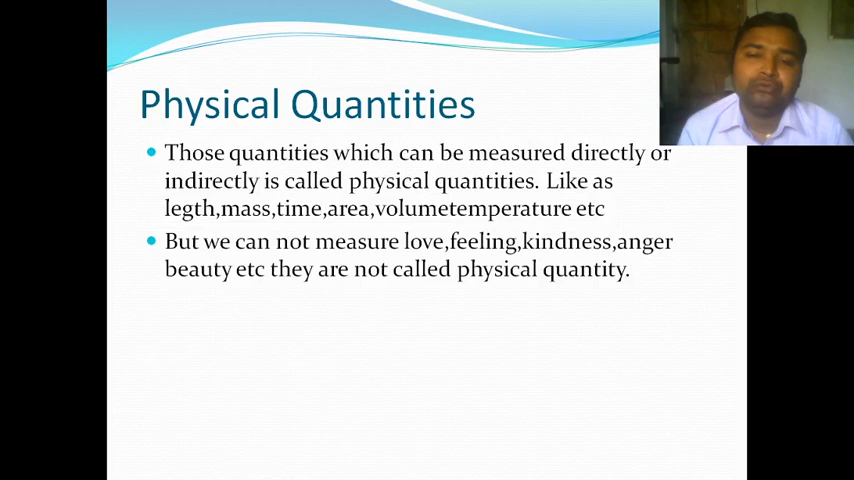 Physical Quantities
Those quantities which can be measured directly or
indirectly is called physical quantities. Like as
legth,mass,time,area,volumetemperature etc
But we can not measure love,feeling,kindness,anger
beauty etc they are not called physical quantity.